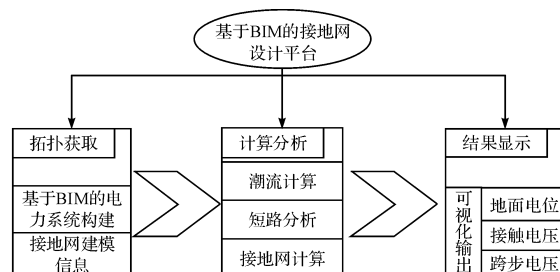 基于BIM的接地网
设计平台
拓扑获取
基于BIM的电
力系统构建
接地网建模
信息
计算分析
潮流计算
短路分析
接地网计算
结果显示
可视化输出
地面电位
接触电压
跨步电压